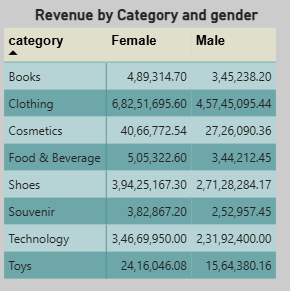 Revenue by Category and gender
category Female Male
Books 4,89,314.70 3,45,238.20
Clothing 6,82,51,695.60 4,57,45,095.44
Cosmetics 40,66,772.54 27,26,090.36
Food & Beverage 5,05,322.60 3,44,212.45
Shoes 3,94,25,167.30 2,71,28,284.17
Souvenir 3,82,867.20 2,52,957.45
Technology 3,46,69,950.00 2,31,92,400.00
Toys 24,16,046.08 15,64,380.16